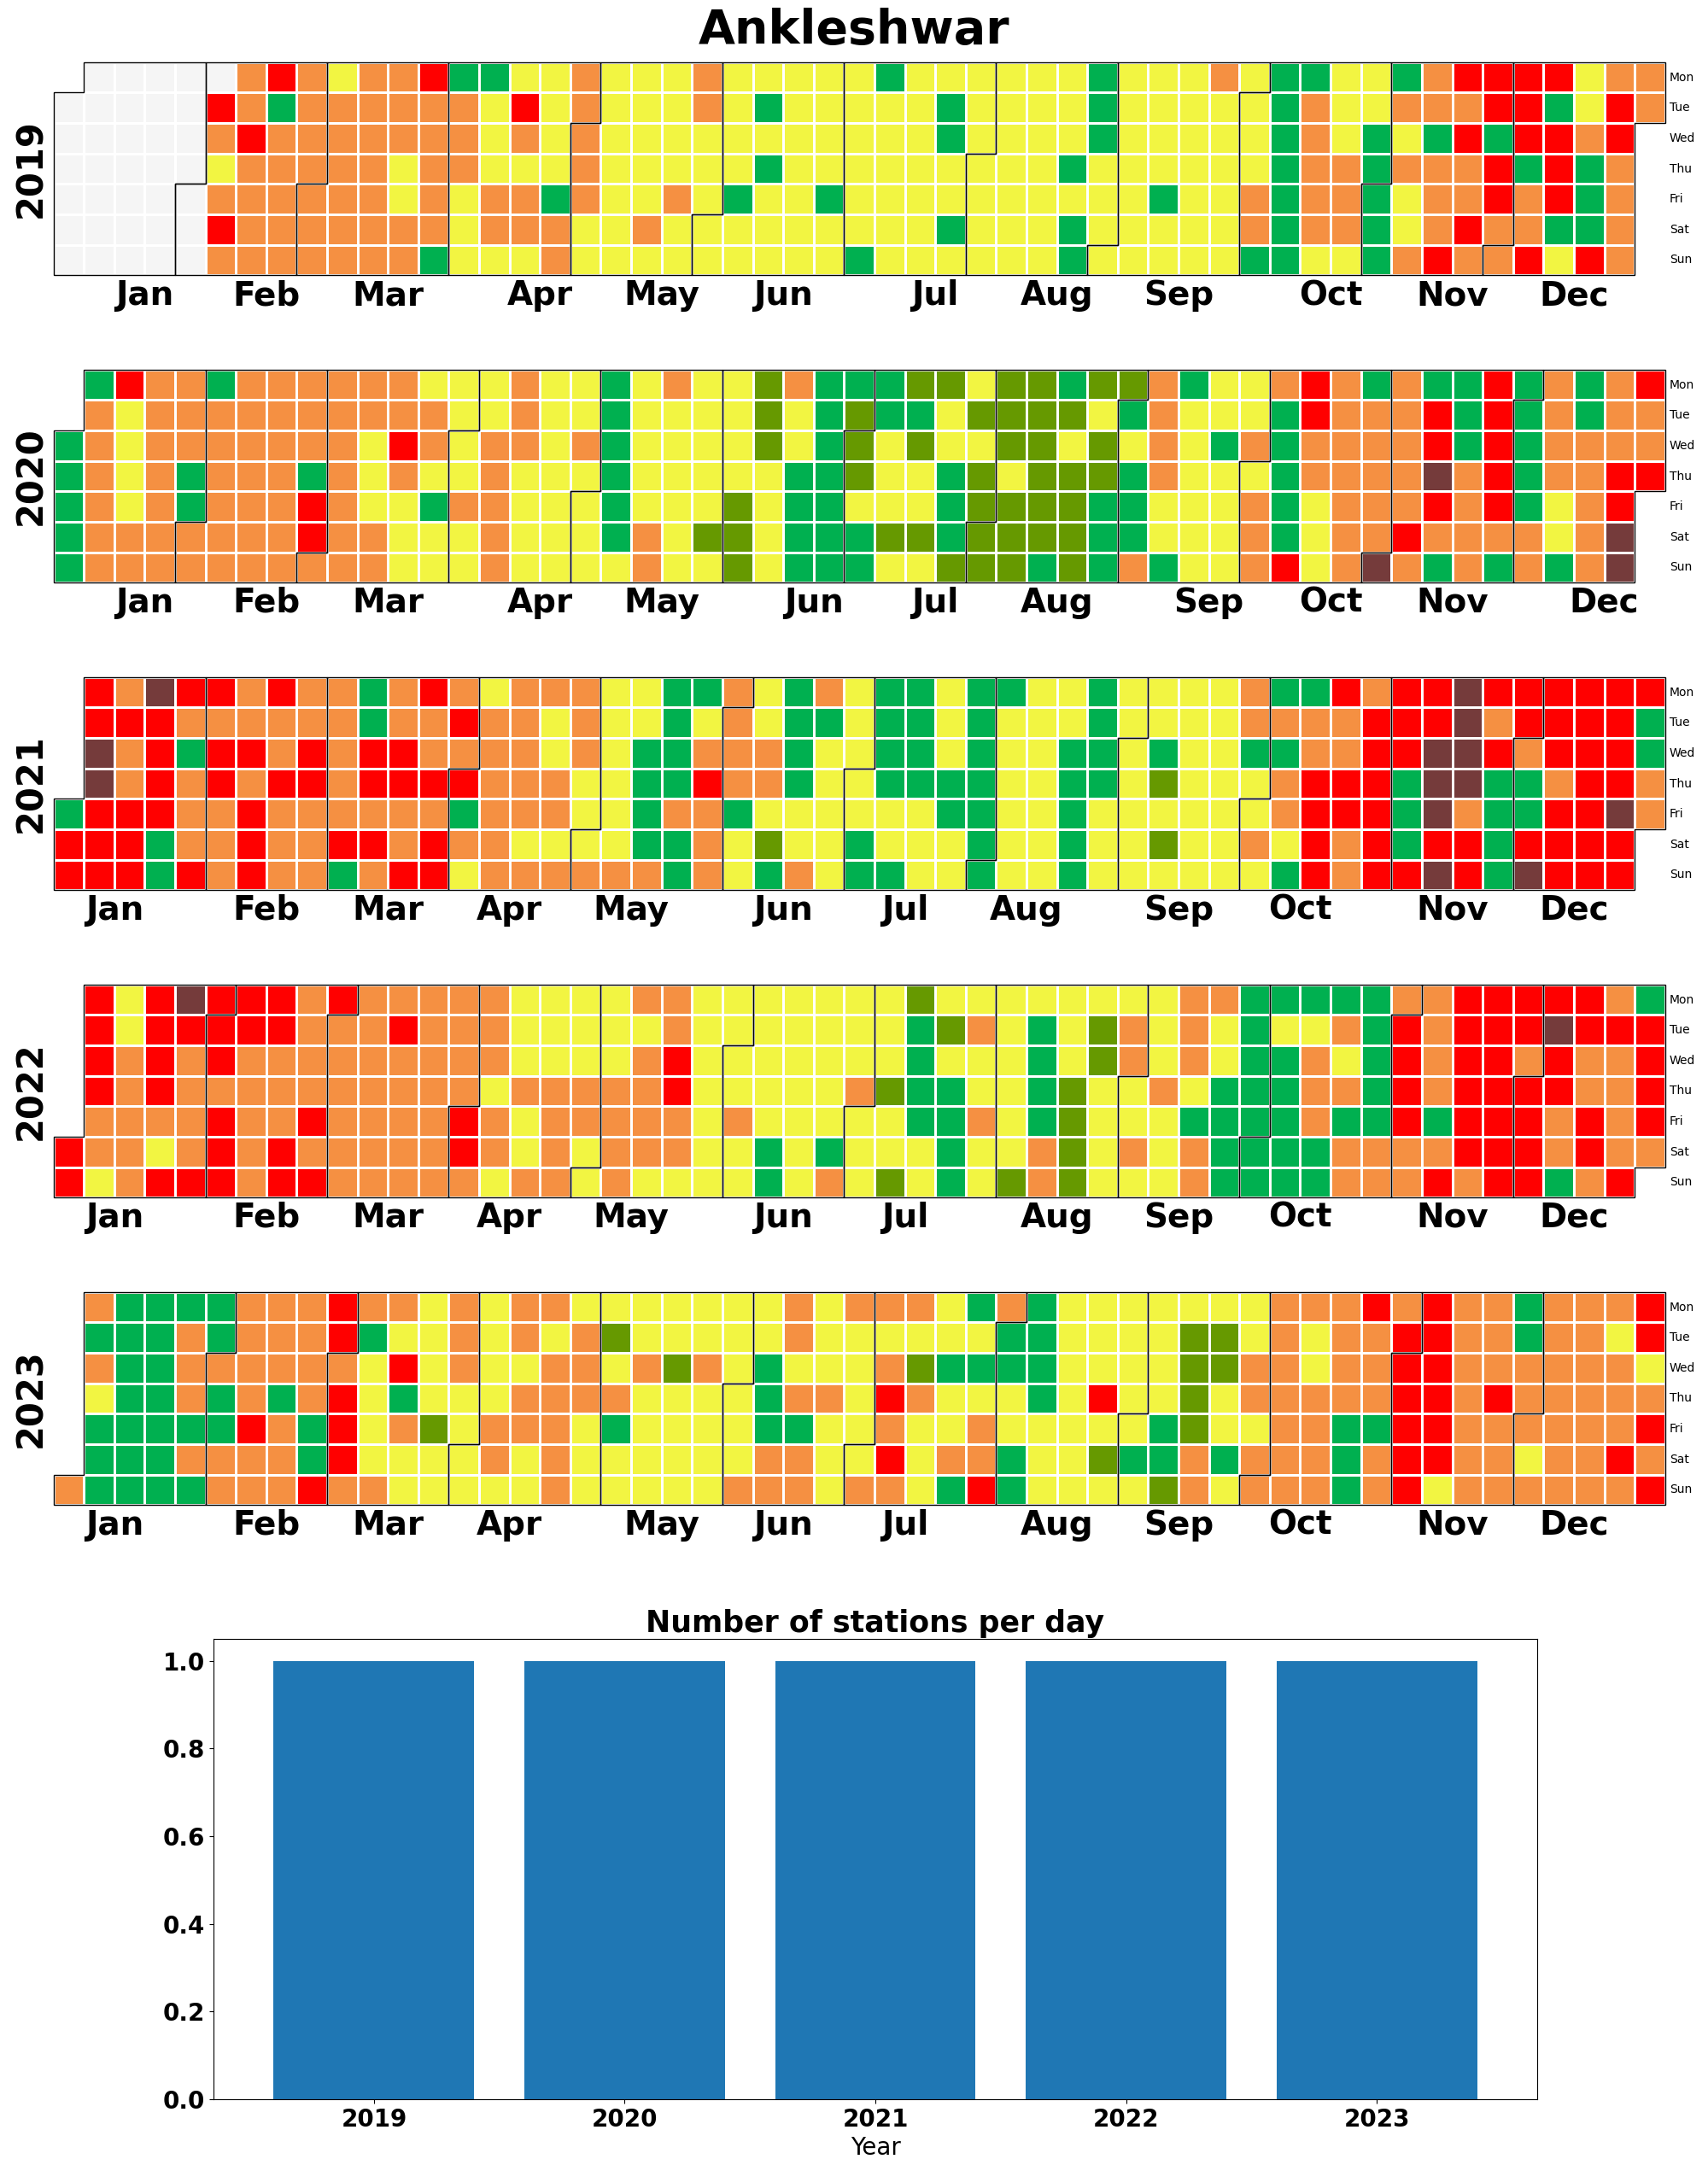 Ankleshwar
2019
Mon
Tue
Wed
Thu
Fri
Sat
Sun
Jan Feb Mar Apr May Jun Jul Aug Sep Oct Nov Dec
2020
Mon
Tue
Wed
Thu
Fri
Sat
Sun
Jan Feb Mar Apr May Jun Jul Aug Sep Oct Nov Dec
2021
Mon
Tue
Wed
Thu
Fri
Sat
Sun
Jan Feb Mar Apr May Jun Jul Aug Sep Oct Nov Dec
2022
Mon
Tue
Wed
Thu
Fri
Sat
Sun
Jan Feb Mar Apr May Jun Jul Aug Sep Oct Nov Dec
2023
Mon
Tue
Wed
Thu
Fri
Sat
Sun
Jan Feb Mar Apr May Jun Jul Aug Sep Oct Nov Dec
Number of stations per day
1.0
0.8
0.6
0.4
0.2
0.0
2019 2020 2021 2022 2023
Year